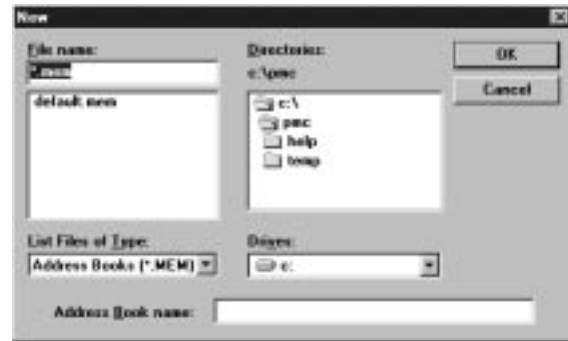 New
File name:
*.mem
default.mem
List Files of Type:
Address Books (*.MEM)
Directories:
c:\pmc
c:\
pmc
help
temp
Drives:
c:
OK
Cancel
Address Book name: